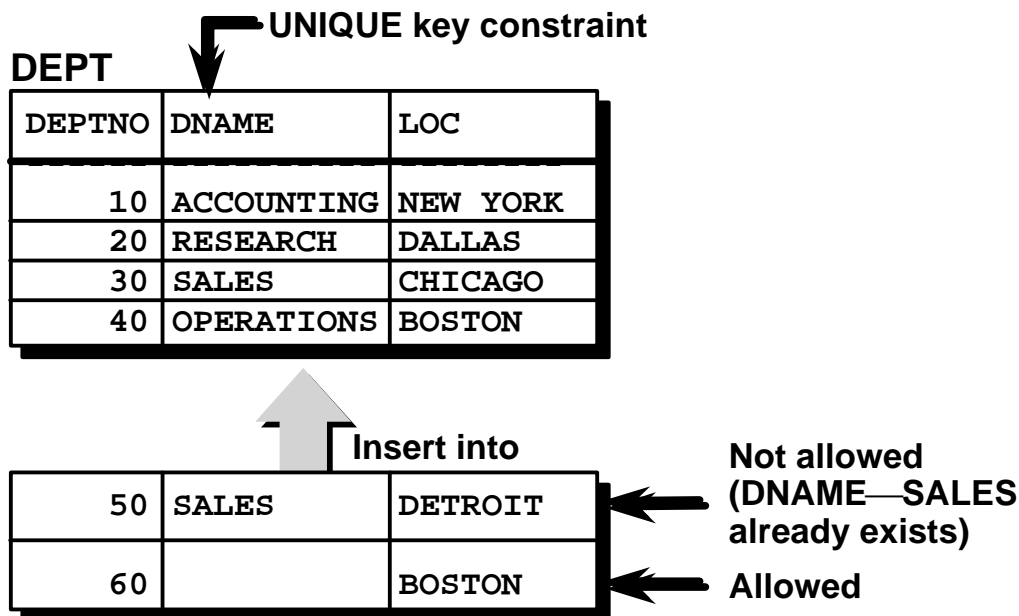 UNIQUE key constraint
DEPT
DEPTNO DNAME LOC
10 ACCOUNTING NEW YORK
20 RESEARCH DALLAS
30 SALES CHICAGO
40 OPERATIONS BOSTON
Insert into
50 SALES DETROIT
Not allowed
(DNAME—SALES
already exists)
60 BOSTON
Allowed